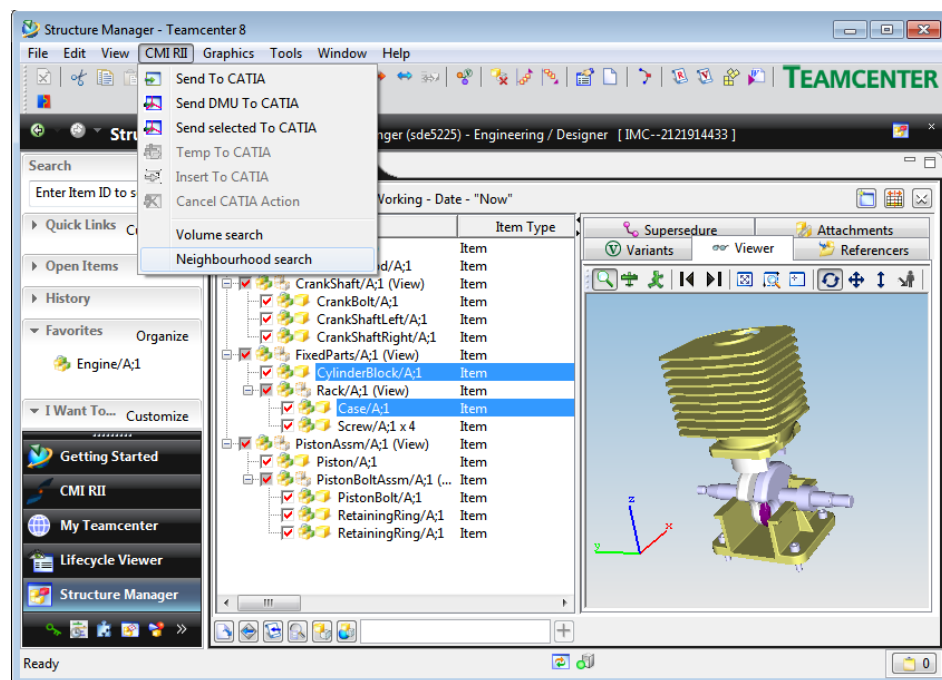 Structure Manager - Teamcenter 8
File Edit View CMI RII Graphics Tools Window Help
TEAMCENTER
Send To CATIA
Send DMU To CATIA
Send selected To CATIA
Temp To CATIA
Insert To CATIA
Cancel CATIA Action
Volume search
Neighbourhood search
(sde5225) - Engineering / Designer [ IMC--2121914433 ]
Search
Enter Item ID to s
Working - Date - "Now"
Quick Links
Open Items
History
Favorites Organize
Engine/A;1
I Want To... Customize
Getting Started
CMI RII
My Teamcenter
Lifecycle Viewer
Structure Manager
»
Item Type
Item
d/A;1 Item
CrankShaft/A;1 (View) Item
CrankBolt/A;1 Item
CrankShaftLeft/A;1 Item
CrankShaftRight/A;1 Item
FixedParts/A;1 (View) Item
CylinderBlock/A;1 Item
Rack/A;1 (View) Item
Case/A;1 Item
Screw/A;1 x 4 Item
PistonAssm/A;1 (View) Item
Piston/A;1 Item
PistonBoltAssm/A;1 (... Item
PistonBolt/A;1 Item
RetainingRing/A;1 Item
RetainingRing/A;1 Item
Supersedure Attachments
Variants Viewer Referencers
z
x
y
Ready
0